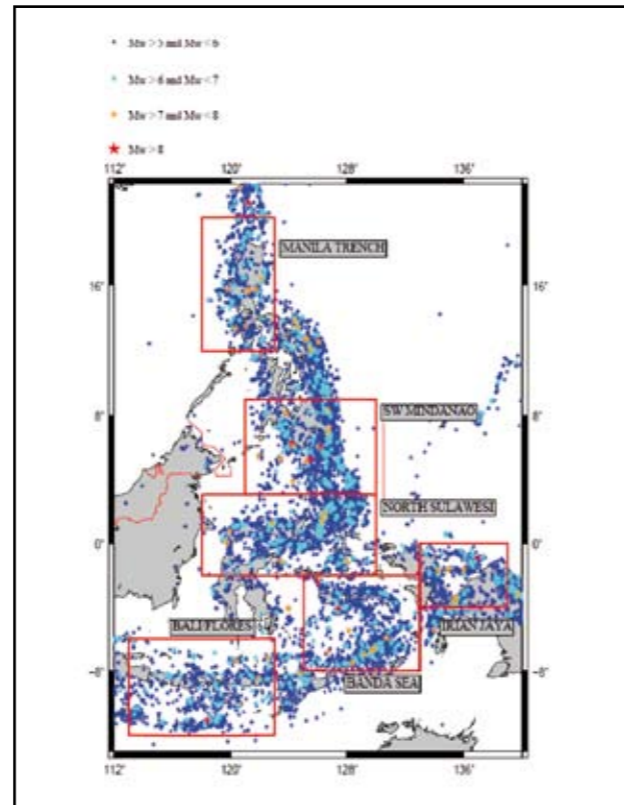 Mw > 5 and Mw < 6
Mw > 6 and Mw < 7
Mw > 7 and Mw < 8
Mw > 8
112° 120° 128° 136°
MANILA TRENCH
16° 16°
8° 8°
SW MINDANAO
NORTH SULAWESI
0° 0°
BALI FLORES
IRIAN JAYA
-8° -8°
BANDA SEA
112° 120° 128° 136°